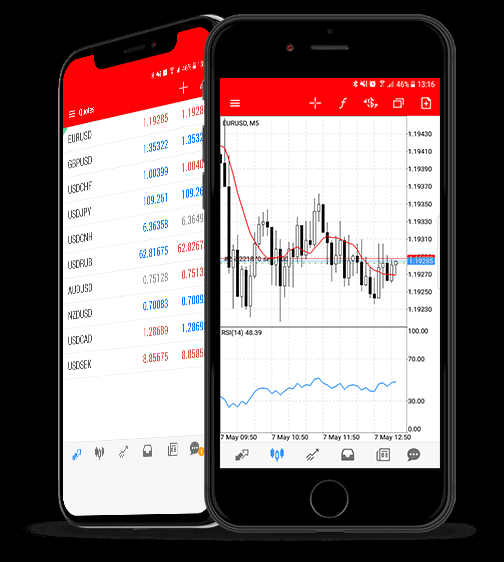 46% 13:16
Quotes
EURUSD 1.19285 1.1928
GBPUSD 1.35322 1.3532
USDCHF 1.00399 1.0040
USDJPY 109.261 109.26
USDCNH 6.36358 6.3649
USDRUB 62.81675 62.8267
AUDUSD 0.75128 0.7513
NZDUSD 0.70083 0.7009
USDCAD 1.28689 1.2869
USDSEK 8.85675 8.8585
EURUSD, M5
1.19430
1.19410
1.19390
1.19370
1.19350
1.19330
1.19310
1.19285
1.19270
1.19250
1.19230
RSI(14) 48.39
100.00
70.00
30.00
0.00
7 May 09:50 7 May 10:50 7 May 11:50 7 May 12:50